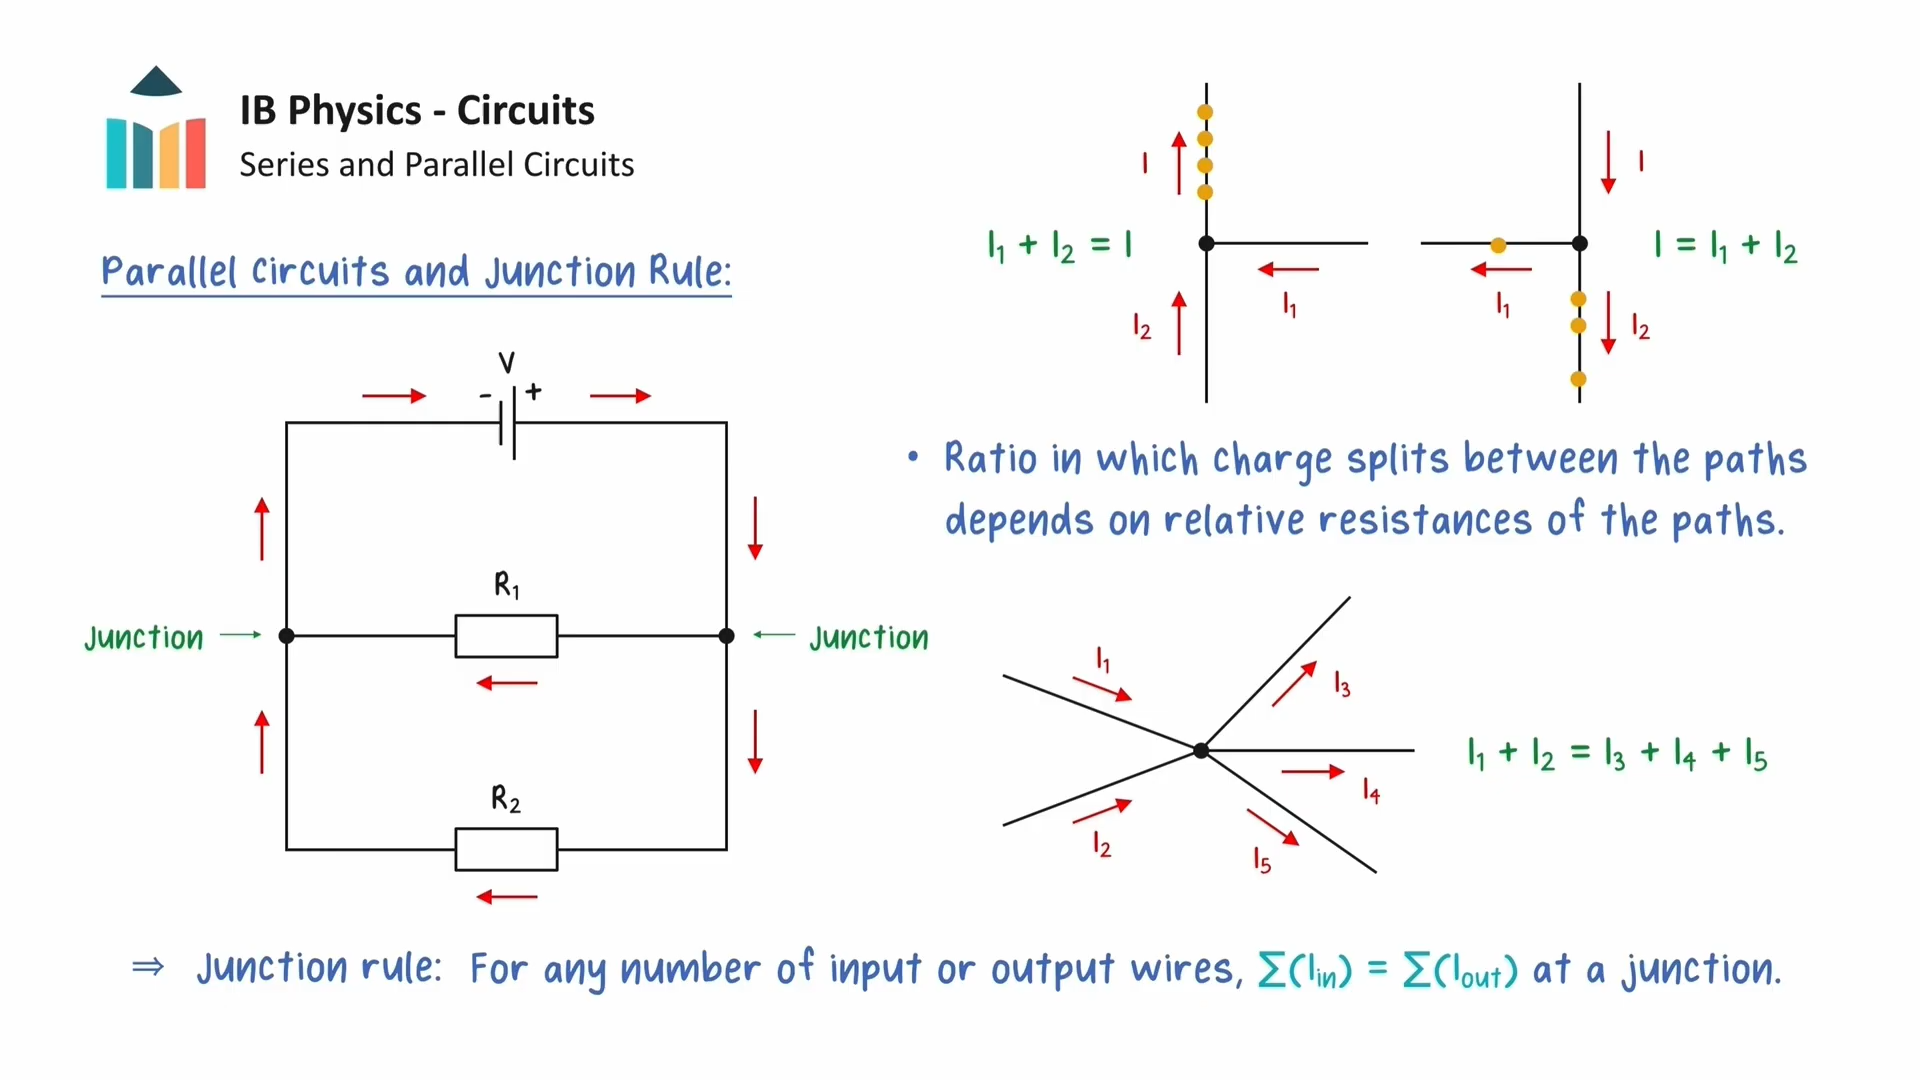 IB Physics - Circuits
Series and Parallel Circuits
Parallel Circuits and Junction Rule:
V
- +
R₁
Junction
Junction
R₂
I
I₁ + I₂ = I
I₂
I₁
I
I = I₁ + I₂
I₁
I₂
• Ratio in which charge splits between the paths
depends on relative resistances of the paths.
I₁
I₂
I₃
I₄
I₅
I₁ + I₂ = I₃ + I₄ + I₅
⇒ Junction rule: For any number of input or output wires, Σ(Iin) = Σ(Iout) at a junction.